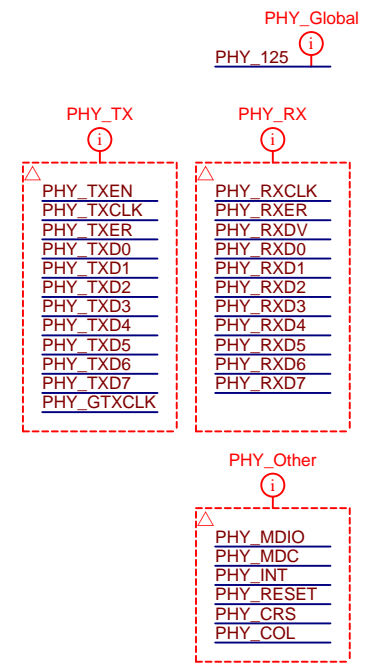 PHY_Global
i
PHY_125
PHY_TX
i
PHY_TXEN
PHY_TXCLK
PHY_TXER
PHY_TXD0
PHY_TXD1
PHY_TXD2
PHY_TXD3
PHY_TXD4
PHY_TXD5
PHY_TXD6
PHY_TXD7
PHY_GTXCLK
PHY_RX
i
PHY_RXCLK
PHY_RXER
PHY_RXDV
PHY_RXD0
PHY_RXD1
PHY_RXD2
PHY_RXD3
PHY_RXD4
PHY_RXD5
PHY_RXD6
PHY_RXD7
PHY_Other
i
PHY_MDIO
PHY_MDC
PHY_INT
PHY_RESET
PHY_CRS
PHY_COL